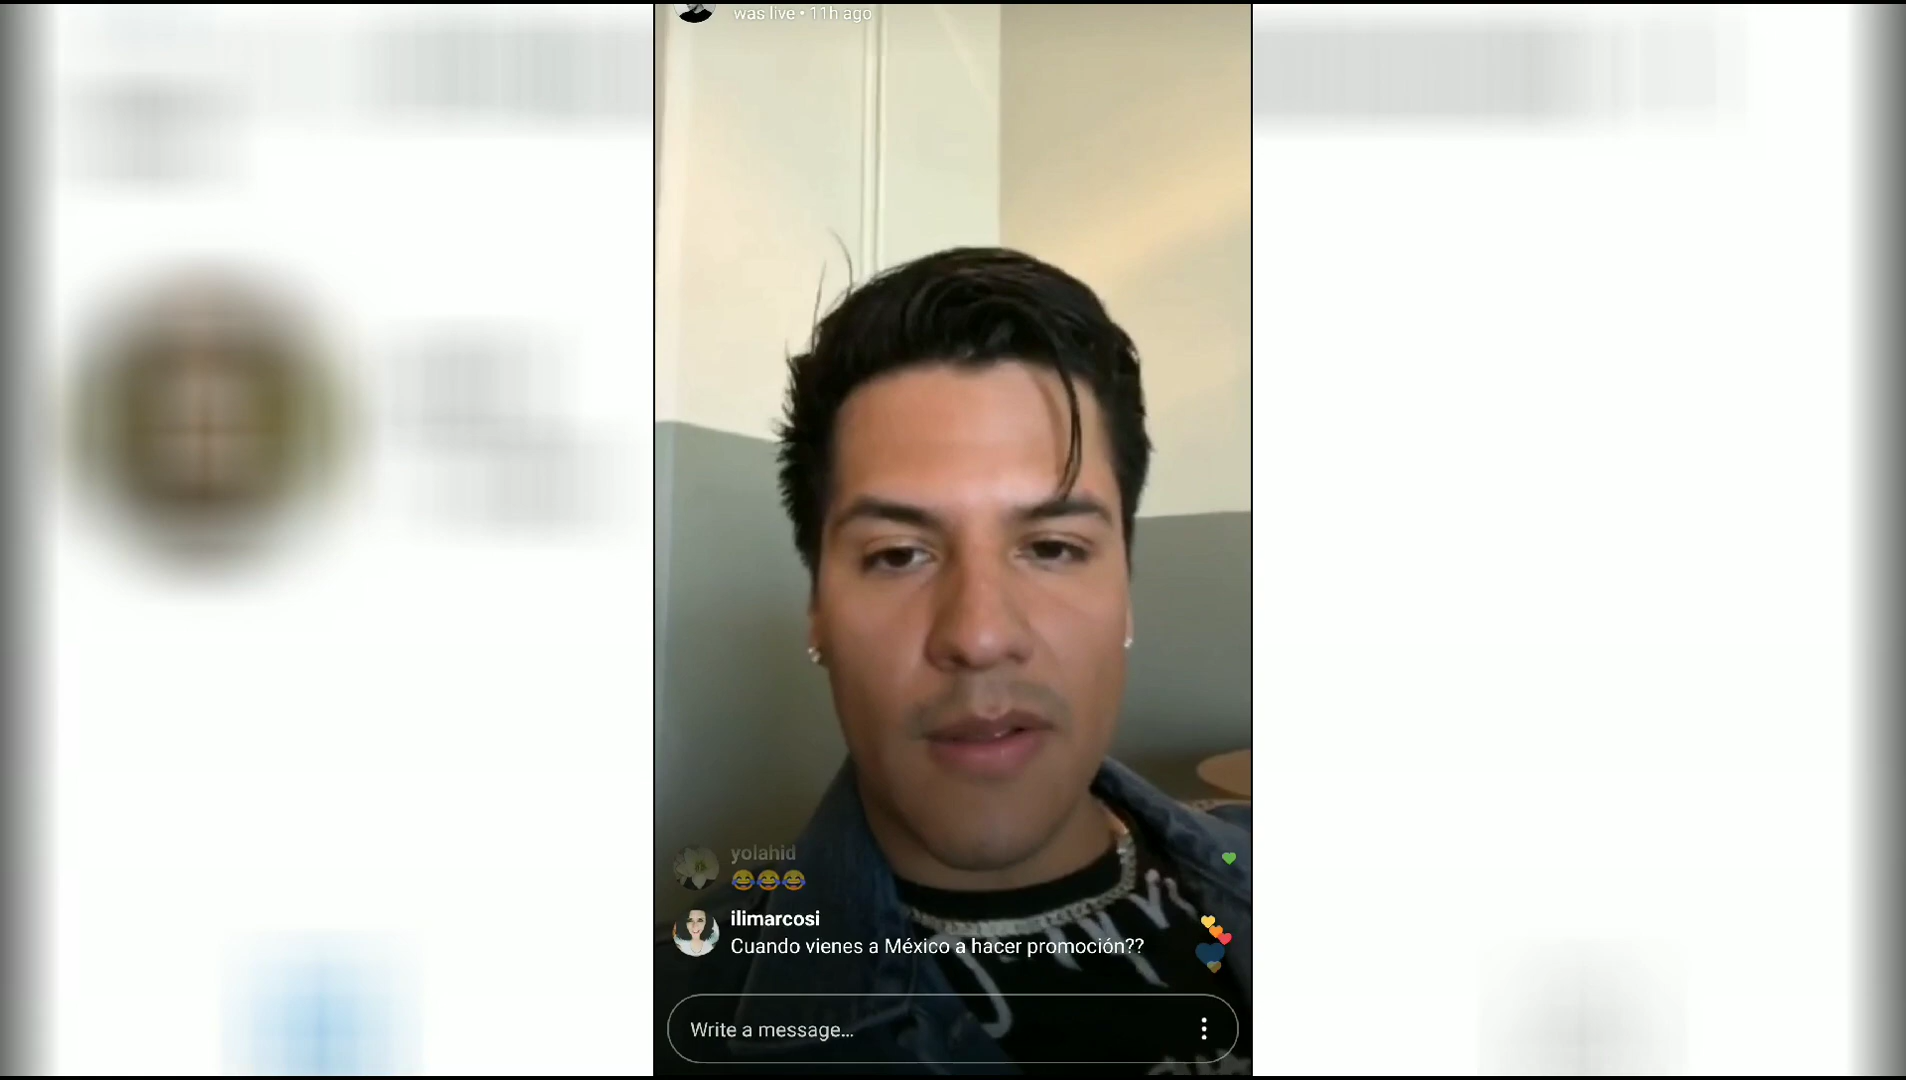 was live • 11h ago
yolahid
😂😂😂
ilimarcosi
Cuando vienes a México a hacer promoción??
Write a message...